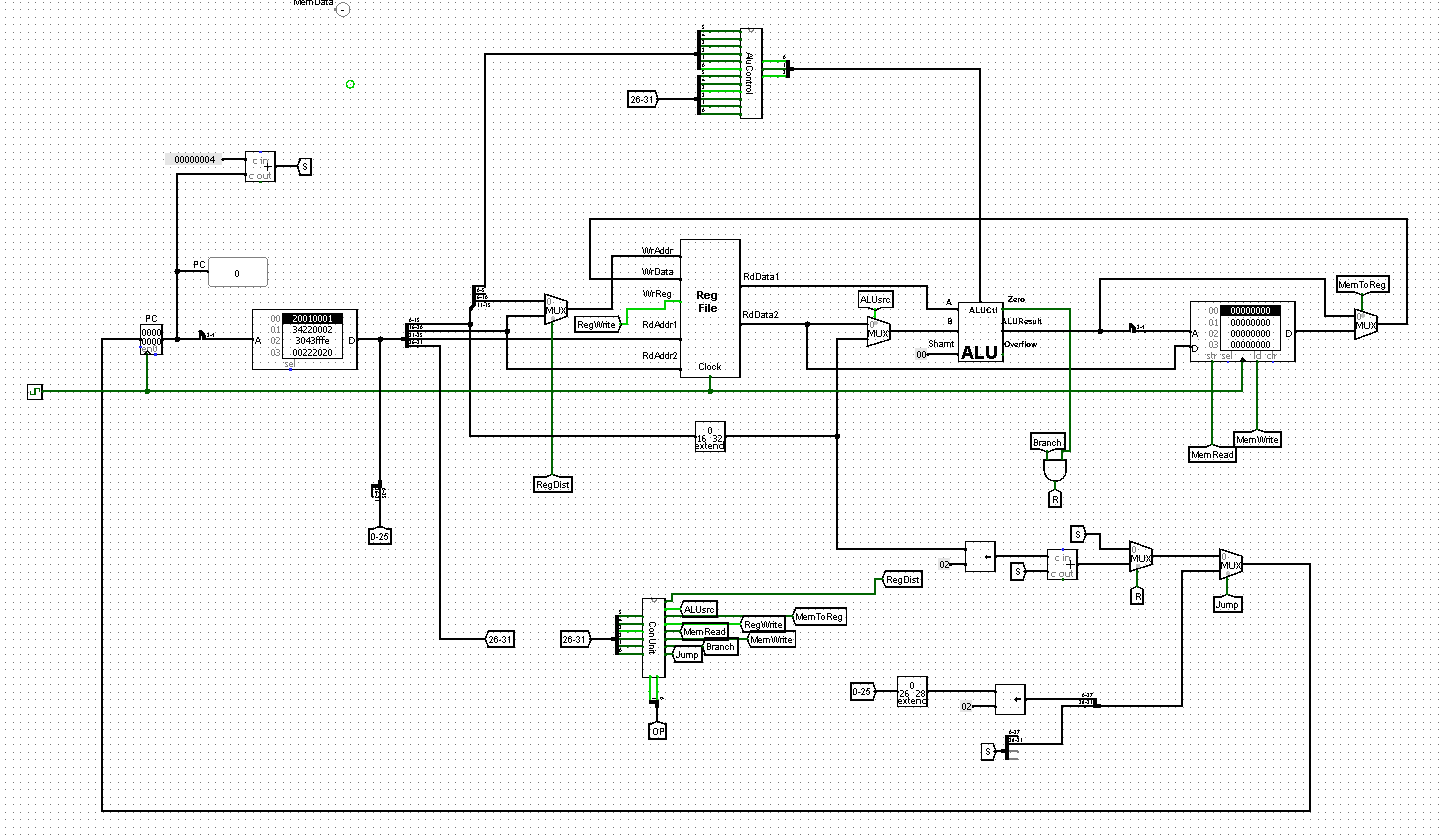 MemData
-
Alu Control
26-31
00000004
c in
+
c out
S
PC
0
WrAddr
WrData
WrReg
RdAddr1
RdAddr2
Reg
File
Clock
RdData1
RdData2
RegWrite
MUX
0
ALUsrc
MUX
A
B
Shamt
00
ALUCtl
ALU
Zero
ALUResult
Overflow
MemToReg
MUX
PC
0000
0000
A
00 20010001
01 34220002
02 3043fffe
03 00222020
D
sel
A
D
00 00000000
01 00000000
02 00000000
03 00000000
D
str sel ld clr
0
16 32
extend
RegDist
Branch
R
MemRead
MemWrite
0-25
02
S
S
c in
+
c out
0
MUX
R
0
MUX
Jump
RegDist
ALUsrc
MemToReg
RegWrite
MemRead
MemWrite
Branch
Jump
26-31
26-31
Con Unit
OP
0-25
0
26 28
extend
02
S